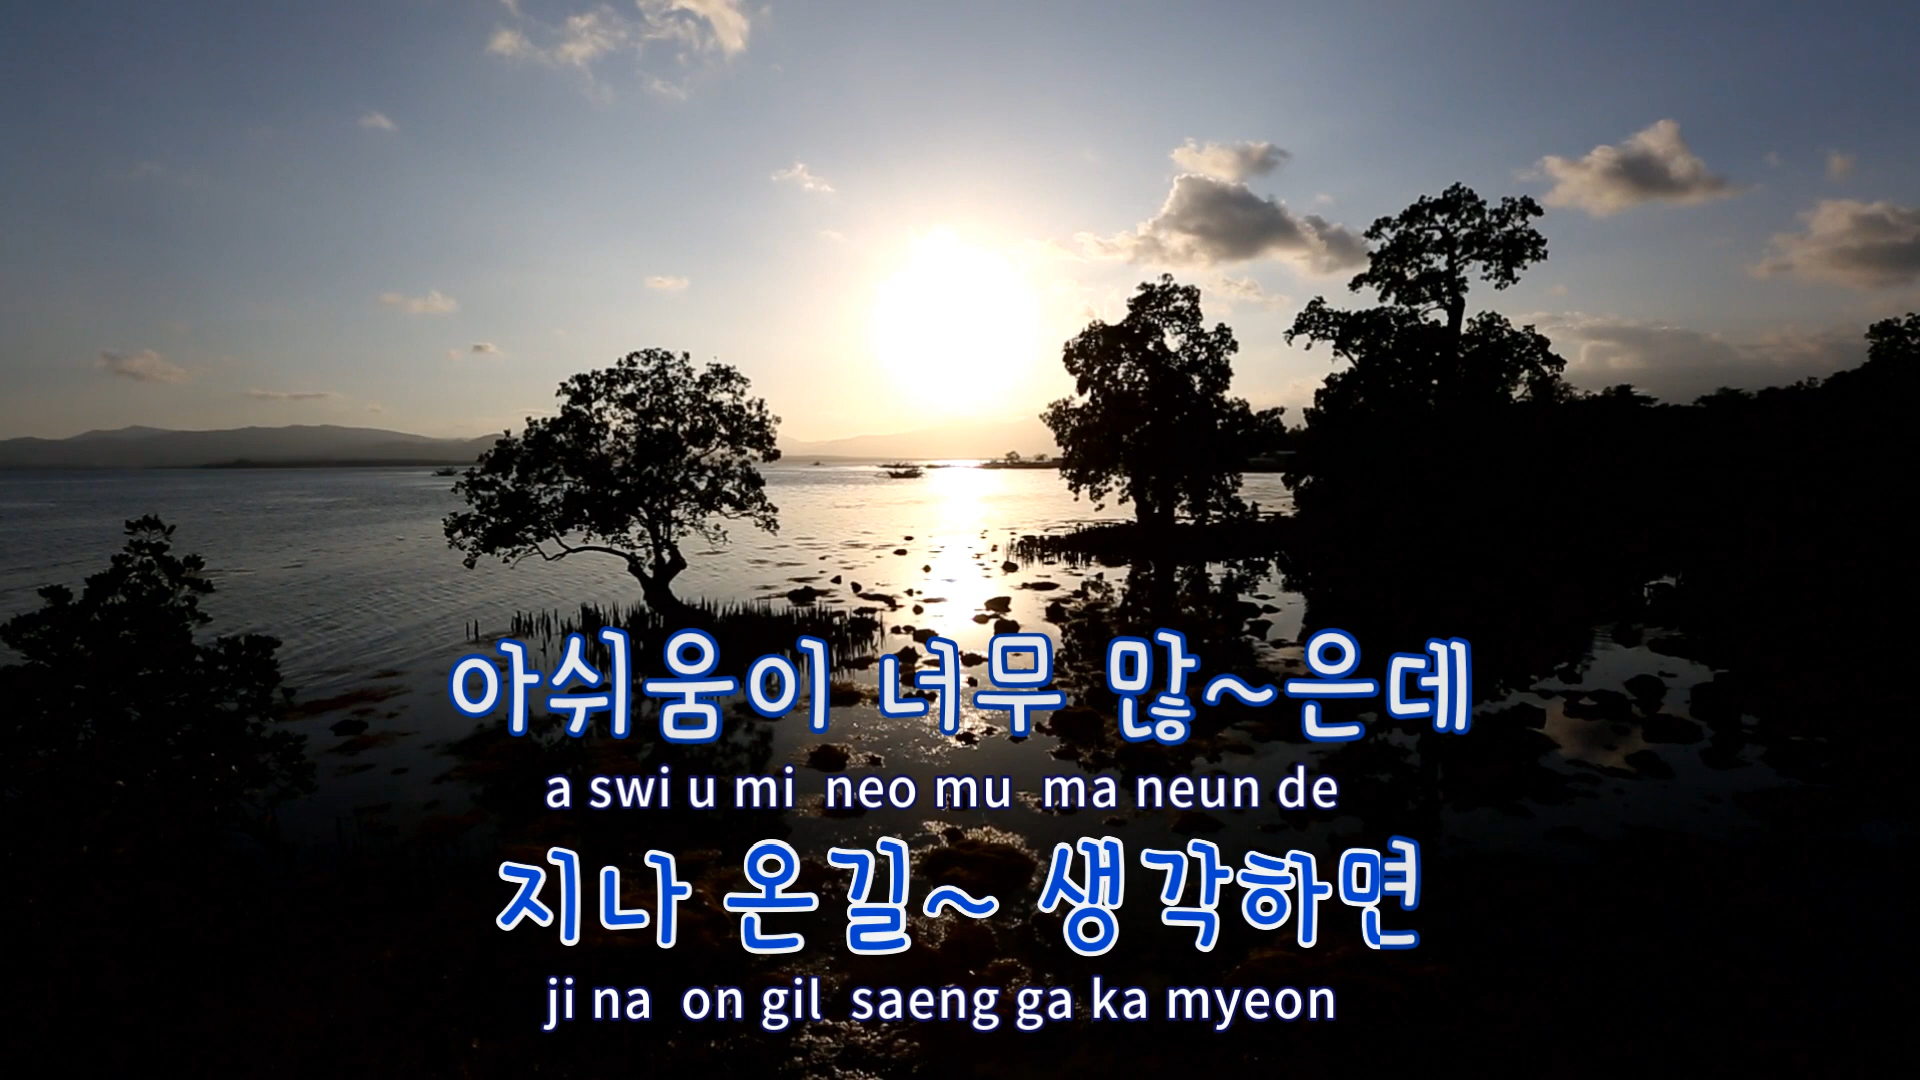 아쉬움이 너무 많~은데
a swi u mi neo mu ma neun de
지나 온길~ 생각하면
ji na on gil saeng ga ka myeon